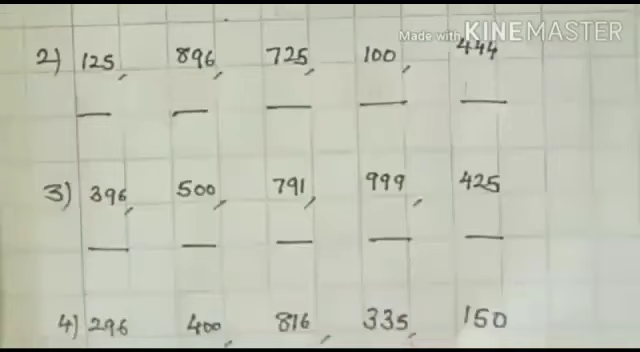 Made with KINEMASTER
2) 125, 896, 725, 100, 444
3) 396, 500, 791, 999, 425
4) 296 400, 816, 335, 150